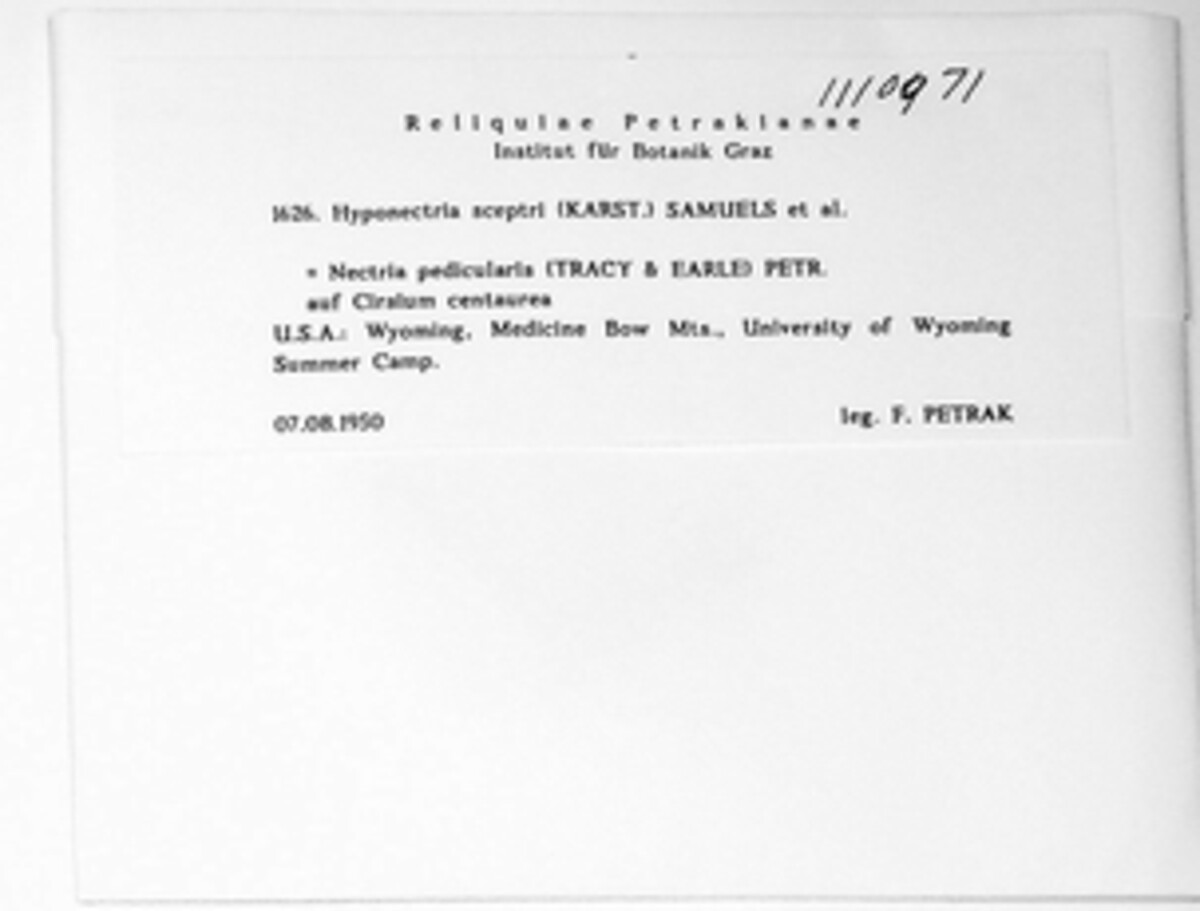 1110971
Reliquiae Petrakianae
Institut für Botanik Graz
1626. Hyponectria sceptri (KARST.) SAMUELS et al.
= Nectria pedicularis (TRACY & EARLE) PETR.
auf Cirsium centaurea
U.S.A.: Wyoming, Medicine Bow Mts., University of Wyoming
Summer Camp.
07.08.1950 leg. F. PETRAK